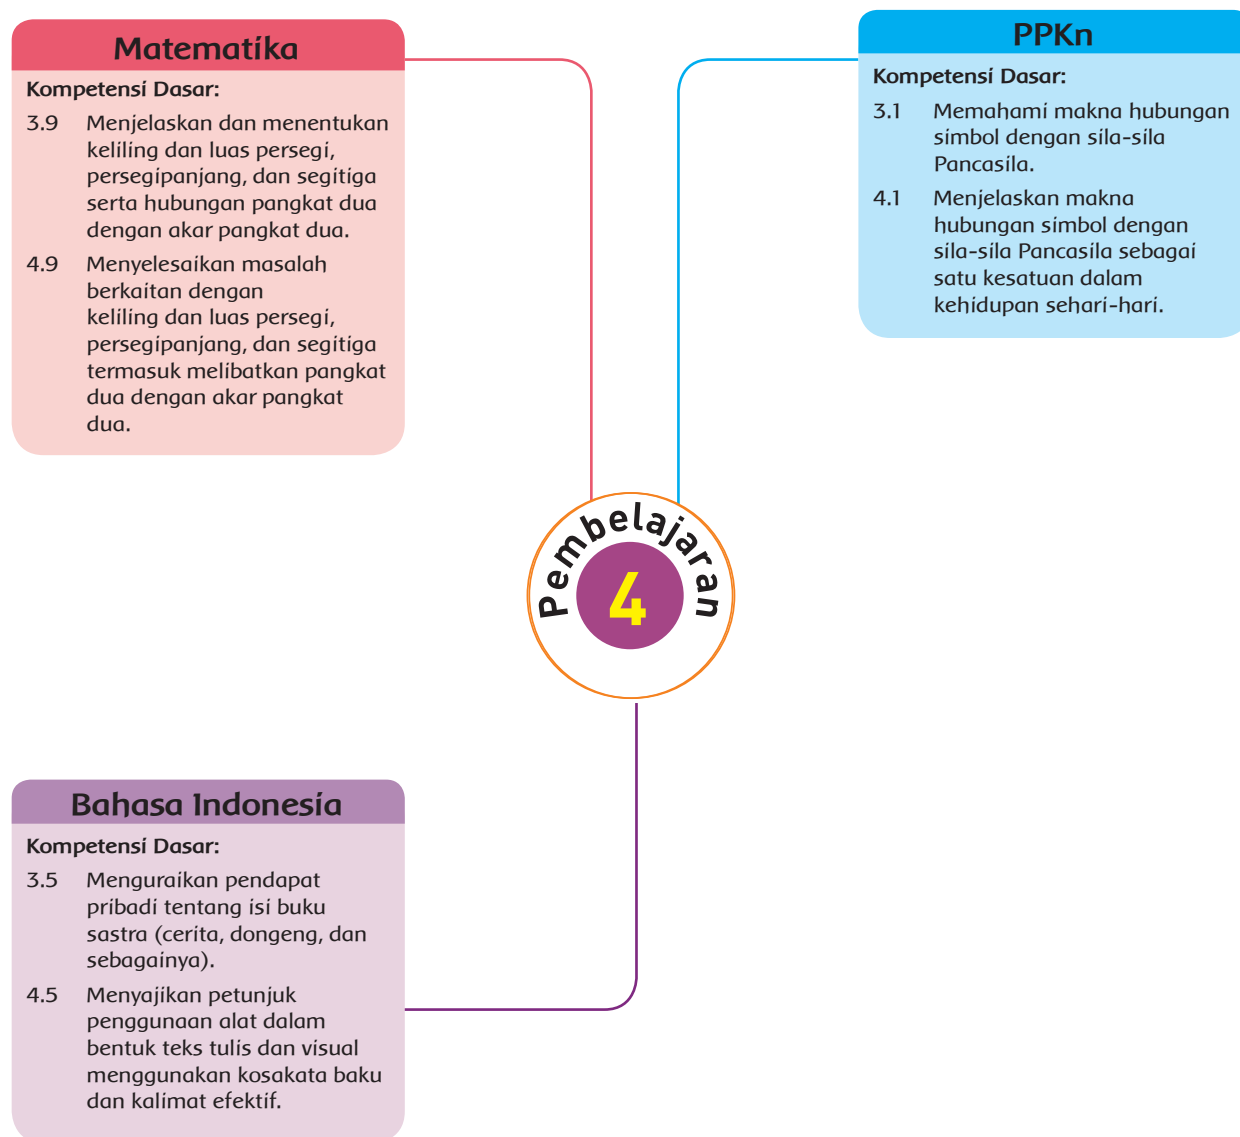 Matematika
Kompetensi Dasar:
3.9 Menjelaskan dan menentukan
keliling dan luas persegi,
persegipanjang, dan segitiga
serta hubungan pangkat dua
dengan akar pangkat dua.
4.9 Menyelesaikan masalah
berkaitan dengan
keliling dan luas persegi,
persegipanjang, dan segitiga
termasuk melibatkan pangkat
dua dengan akar pangkat
dua.
PPKn
Kompetensi Dasar:
3.1 Memahami makna hubungan
simbol dengan sila-sila
Pancasila.
4.1 Menjelaskan makna
hubungan simbol dengan
sila-sila Pancasila sebagai
satu kesatuan dalam
kehidupan sehari-hari.
Pembelajaran
4
Bahasa Indonesia
Kompetensi Dasar:
3.5 Menguraikan pendapat
pribadi tentang isi buku
sastra (cerita, dongeng, dan
sebagainya).
4.5 Menyajikan petunjuk
penggunaan alat dalam
bentuk teks tulis dan visual
menggunakan kosakata baku
dan kalimat efektif.